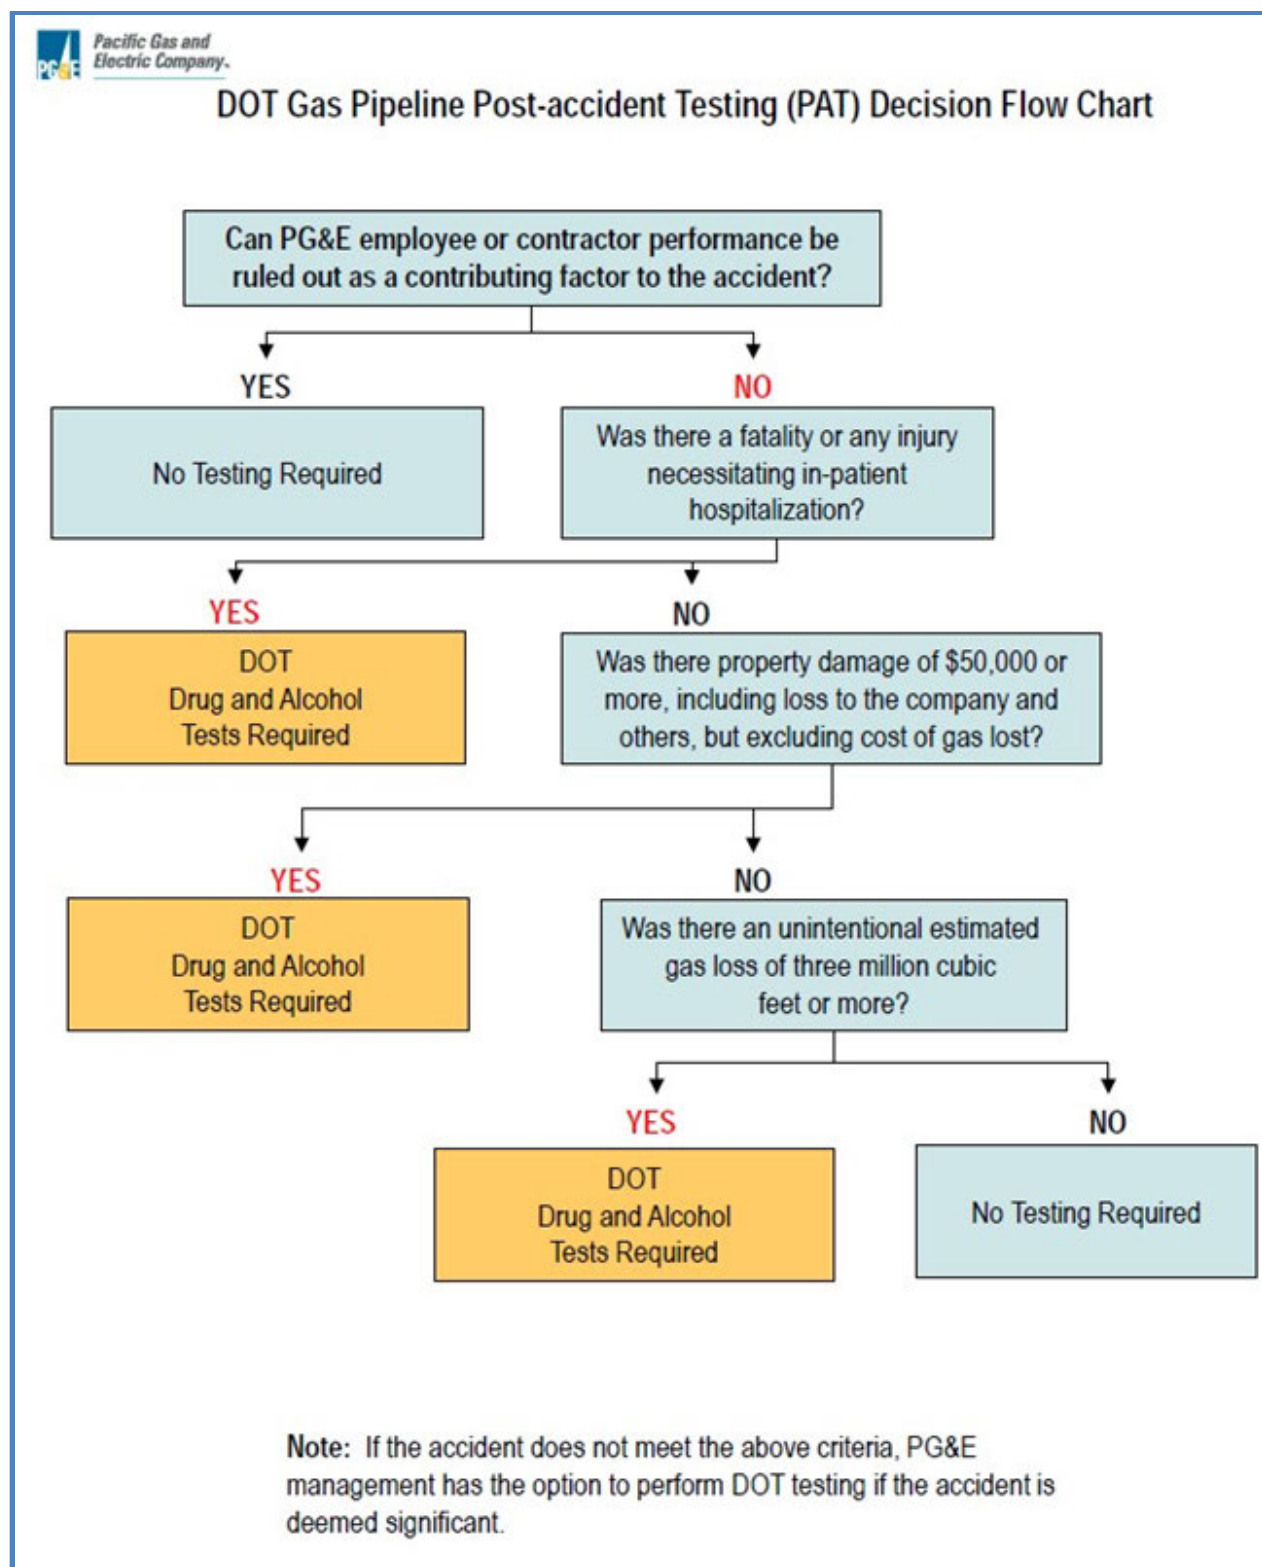 Pacific Gas and
Electric Company.
PG&E
DOT Gas Pipeline Post-accident Testing (PAT) Decision Flow Chart
Can PG&E employee or contractor performance be
ruled out as a contributing factor to the accident?
YES
NO
No Testing Required
Was there a fatality or any injury
necessitating in-patient
hospitalization?
YES
NO
DOT
Drug and Alcohol
Tests Required
Was there property damage of $50,000 or
more, including loss to the company and
others, but excluding cost of gas lost?
YES
NO
DOT
Drug and Alcohol
Tests Required
Was there an unintentional estimated
gas loss of three million cubic
feet or more?
YES
NO
DOT
Drug and Alcohol
Tests Required
No Testing Required
Note: If the accident does not meet the above criteria, PG&E
management has the option to perform DOT testing if the accident is
deemed significant.